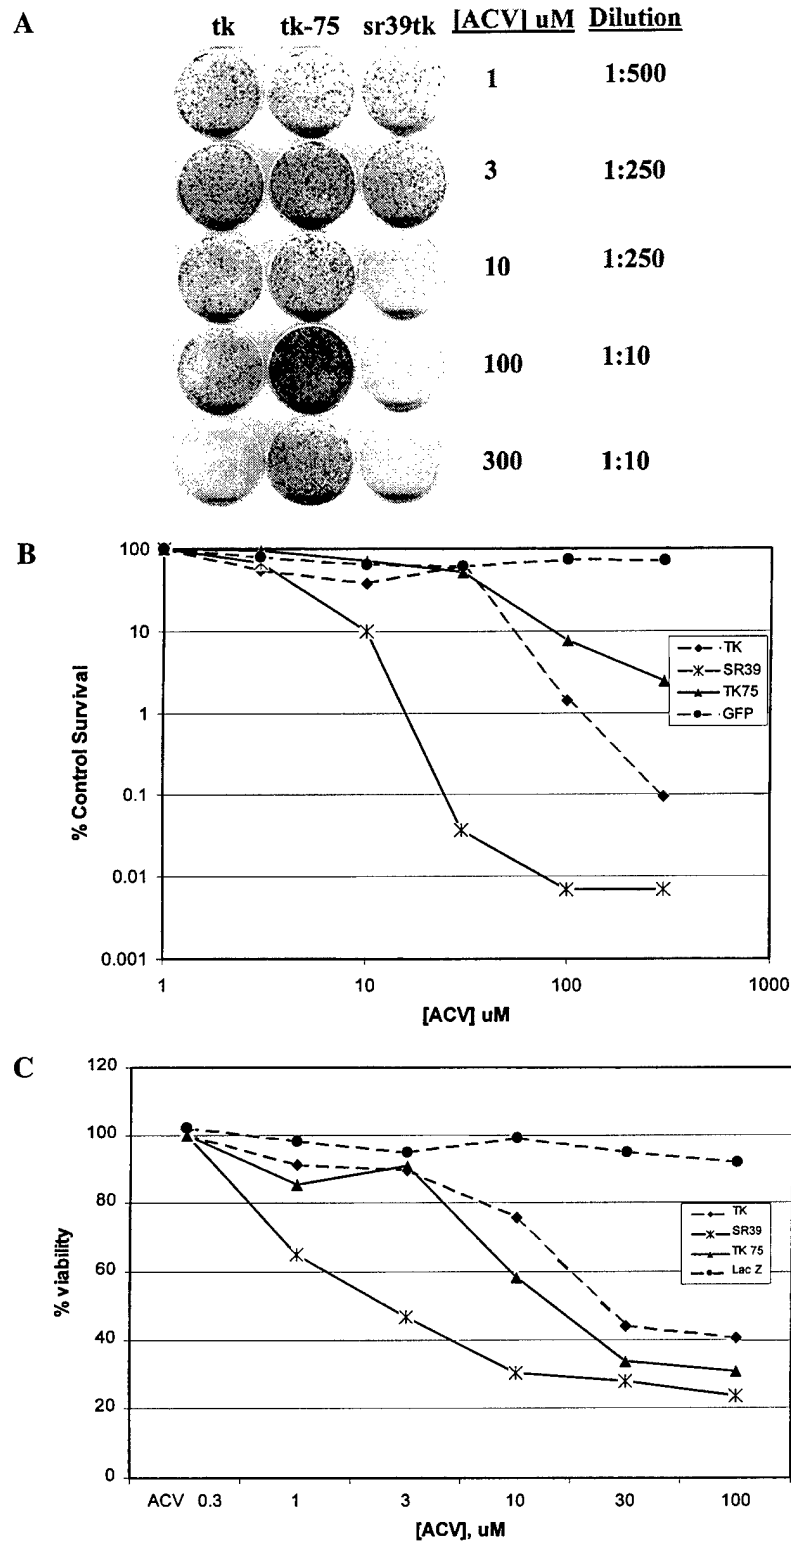 A
tk tk-75 sr39tk [ACV] uM Dilution
1 1:500
3 1:250
10 1:250
100 1:10
300 1:10
B
100
10
1
0.1
0.01
0.001
% Control Survival
1 10 100 1000
[ACV] uM
TK
SR39
TK75
GFP
C
120
100
80
60
40
20
0
% viability
ACV 0.3 1 3 10 30 100
[ACV], uM
TK
SR39
TK 75
Lac Z